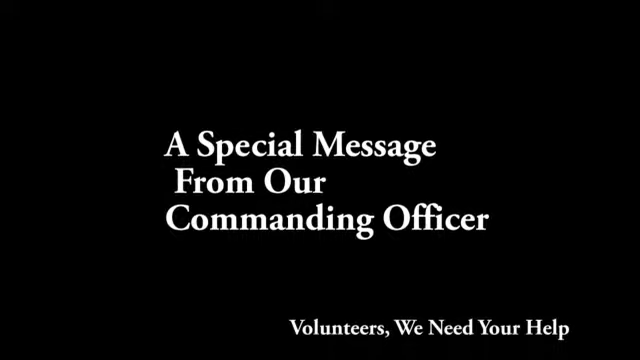 A Special Message
From Our
Commanding Officer
Volunteers, We Need Your Help